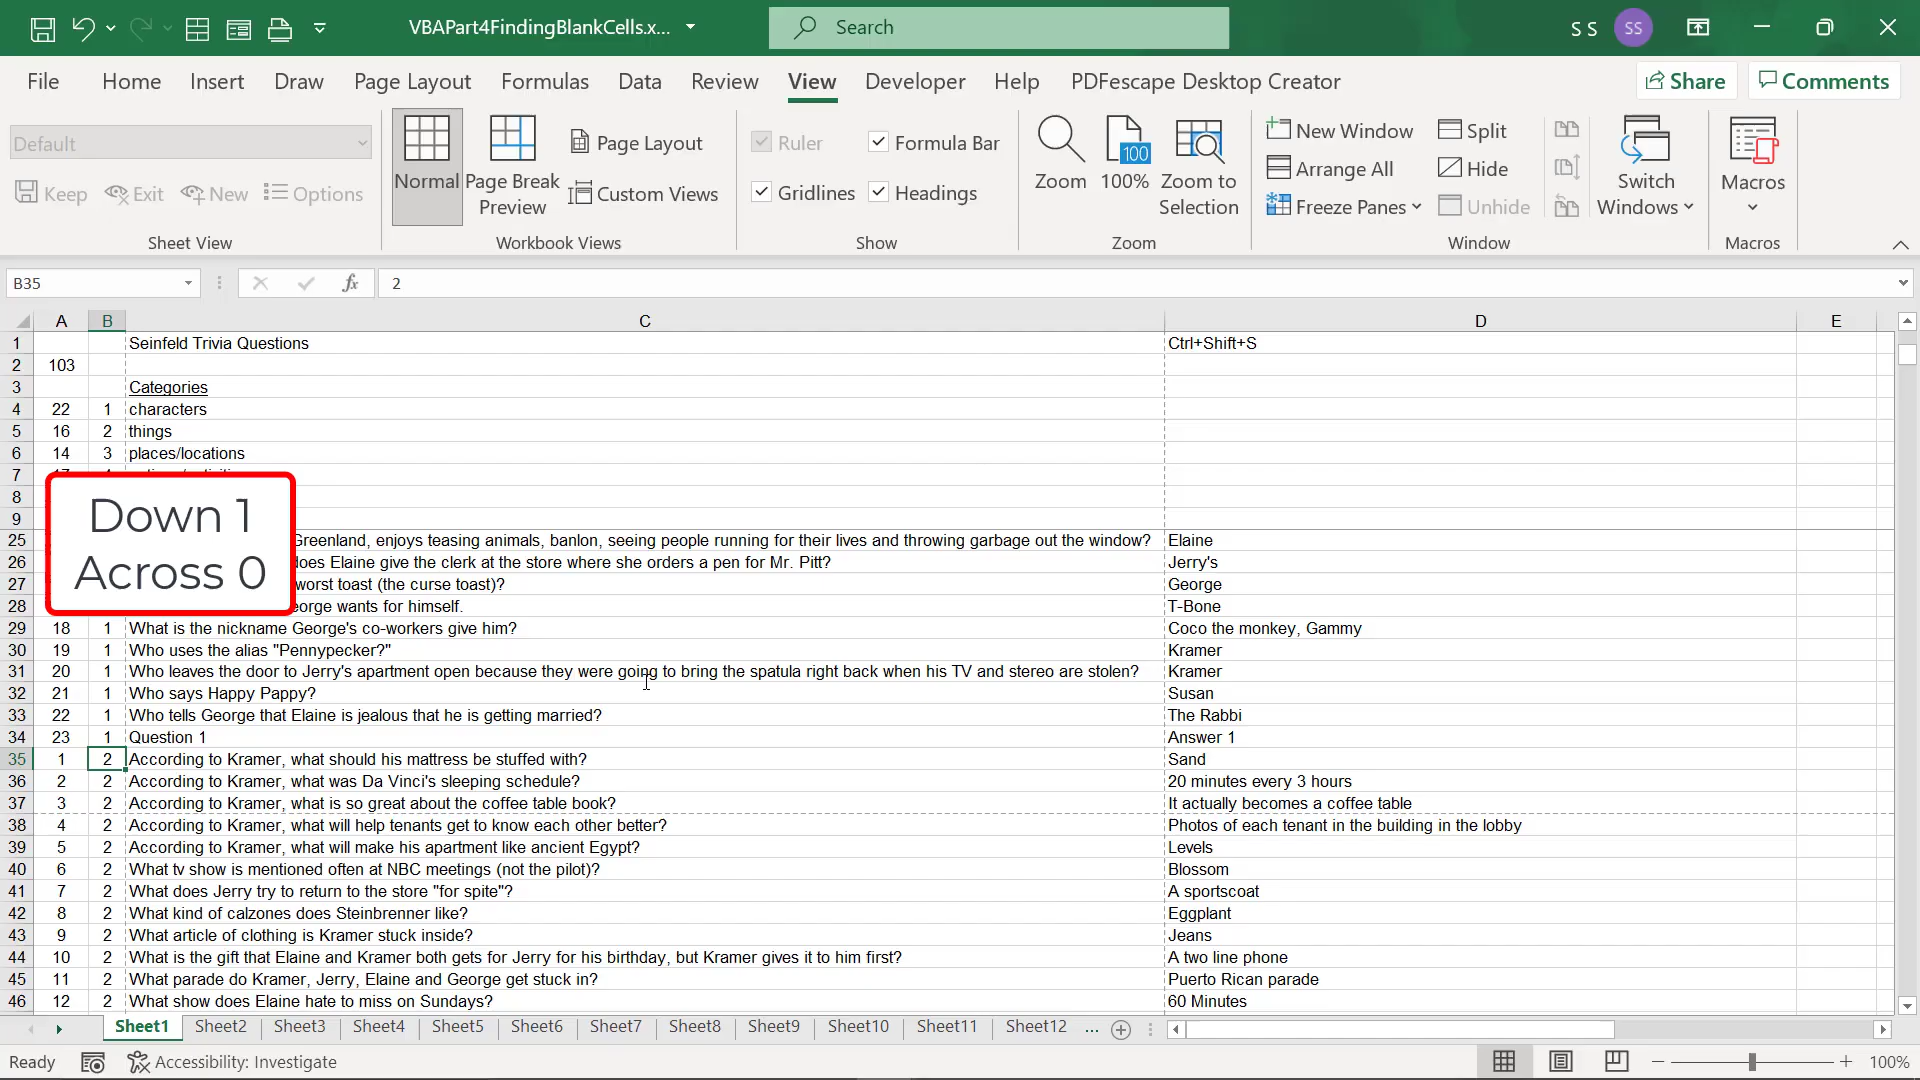 VBAPart4FindingBlankCells.x...
Search
S S
SS
File Home Insert Draw Page Layout Formulas Data Review View Developer Help PDFescape Desktop Creator
Share
Comments
Default
Keep Exit New Options
Sheet View
Normal
Page Break Preview
Page Layout
Custom Views
Workbook Views
Ruler
Formula Bar
Gridlines
Headings
Show
Zoom
100
100%
Zoom to Selection
Zoom
New Window
Arrange All
Freeze Panes
Split
Hide
Unhide
Switch Windows
Window
Macros
Macros
B35
fx
2
A B C D E
1 Seinfeld Trivia Questions Ctrl+Shift+S
2 103
3 Categories
4 22 1 characters
5 16 2 things
6 14 3 places/locations
7
8
9
Down 1
Across 0
25 Greenland, enjoys teasing animals, banlon, seeing people running for their lives and throwing garbage out the window? Elaine
26 does Elaine give the clerk at the store where she orders a pen for Mr. Pitt? Jerry's
27 worst toast (the curse toast)? George
28 eorge wants for himself. T-Bone
29 18 1 What is the nickname George's co-workers give him? Coco the monkey, Gammy
30 19 1 Who uses the alias "Pennypecker?" Kramer
31 20 1 Who leaves the door to Jerry's apartment open because they were going to bring the spatula right back when his TV and stereo are stolen? Kramer
32 21 1 Who says Happy Pappy? Susan
33 22 1 Who tells George that Elaine is jealous that he is getting married? The Rabbi
34 23 1 Question 1 Answer 1
35 1 2 According to Kramer, what should his mattress be stuffed with? Sand
36 2 2 According to Kramer, what was Da Vinci's sleeping schedule? 20 minutes every 3 hours
37 3 2 According to Kramer, what is so great about the coffee table book? It actually becomes a coffee table
38 4 2 According to Kramer, what will help tenants get to know each other better? Photos of each tenant in the building in the lobby
39 5 2 According to Kramer, what will make his apartment like ancient Egypt? Levels
40 6 2 What tv show is mentioned often at NBC meetings (not the pilot)? Blossom
41 7 2 What does Jerry try to return to the store "for spite"? A sportscoat
42 8 2 What kind of calzones does Steinbrenner like? Eggplant
43 9 2 What article of clothing is Kramer stuck inside? Jeans
44 10 2 What is the gift that Elaine and Kramer both gets for Jerry for his birthday, but Kramer gives it to him first? A two line phone
45 11 2 What parade do Kramer, Jerry, Elaine and George get stuck in? Puerto Rican parade
46 12 2 What show does Elaine hate to miss on Sundays? 60 Minutes
Sheet1 Sheet2 Sheet3 Sheet4 Sheet5 Sheet6 Sheet7 Sheet8 Sheet9 Sheet10 Sheet11 Sheet12 ...
Ready
Accessibility: Investigate
100%